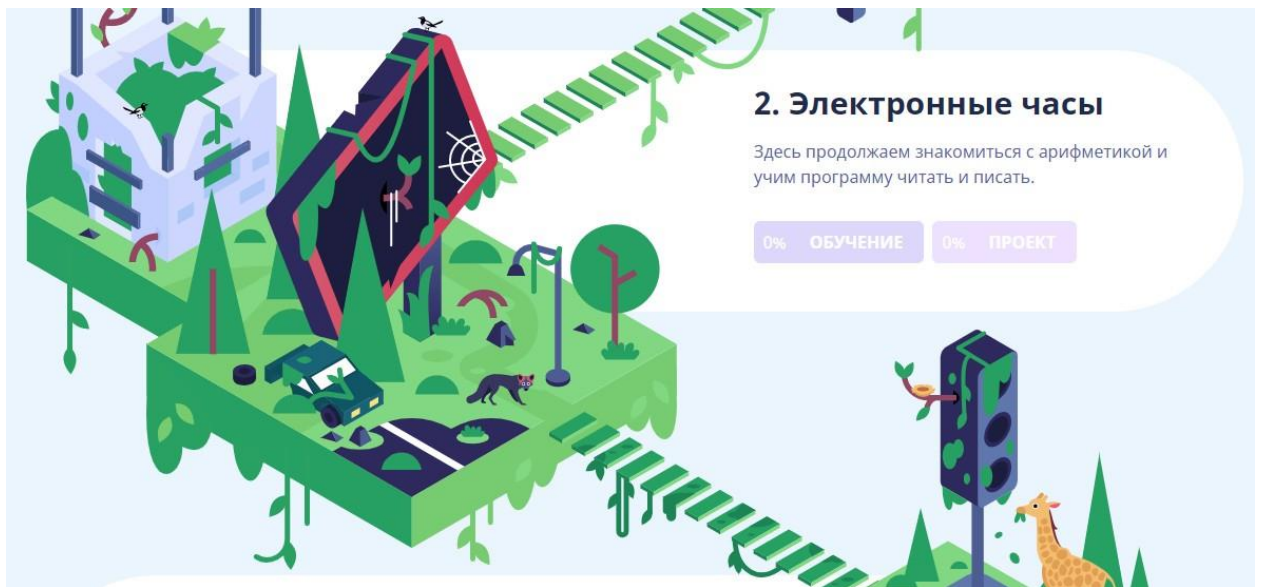 2. Электронные часы
Здесь продолжаем знакомиться с арифметикой и
учим программу читать и писать.
0% ОБУЧЕНИЕ 0% ПРОЕКТ